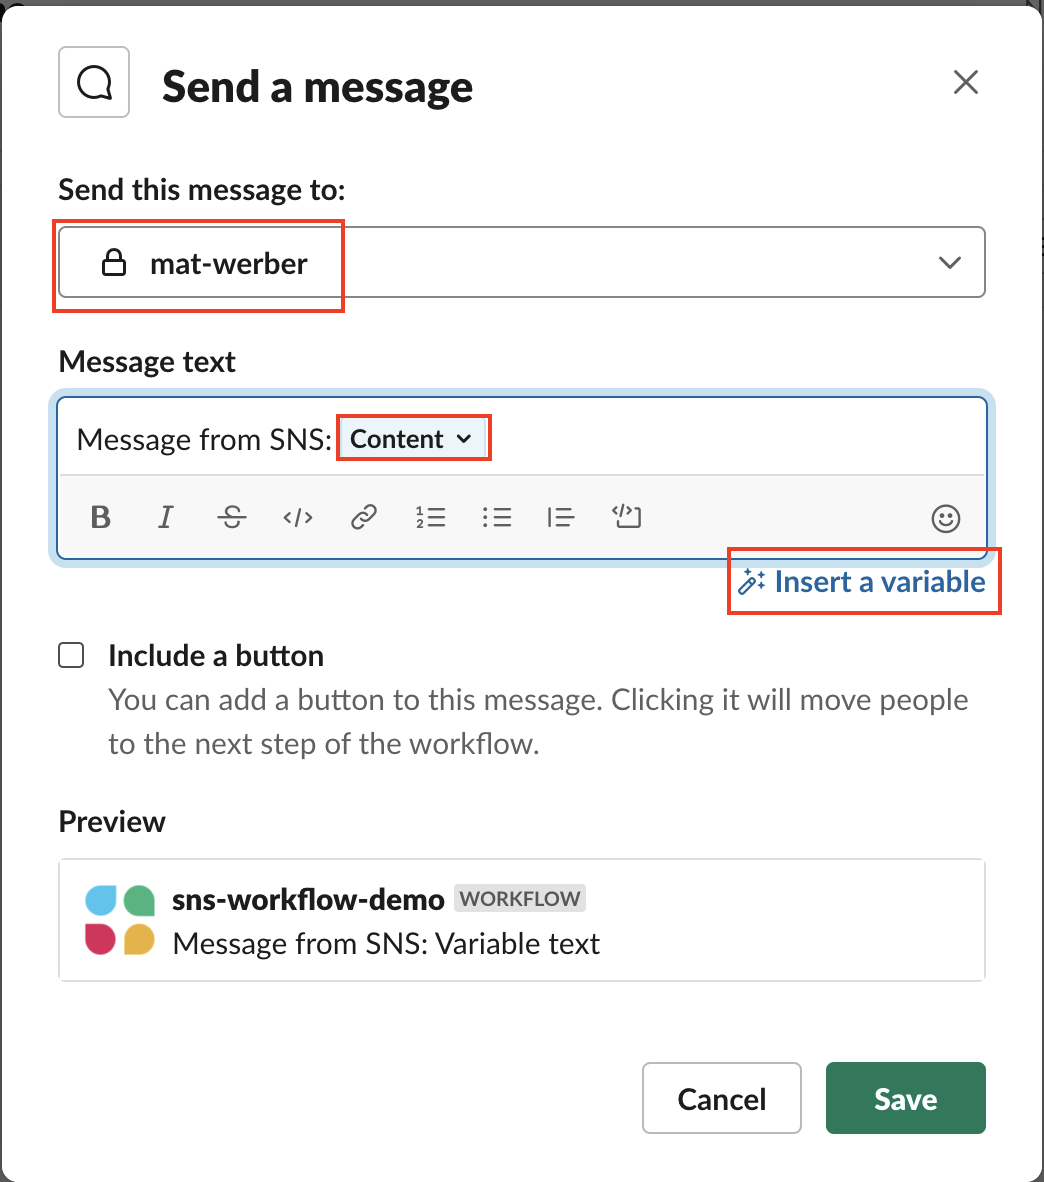 Send a message
Send this message to:
mat-werber
Message text
Message from SNS: Content
B I S </>
Insert a variable
Include a button
You can add a button to this message. Clicking it will move people
to the next step of the workflow.
Preview
sns-workflow-demo WORKFLOW
Message from SNS: Variable text
Cancel Save